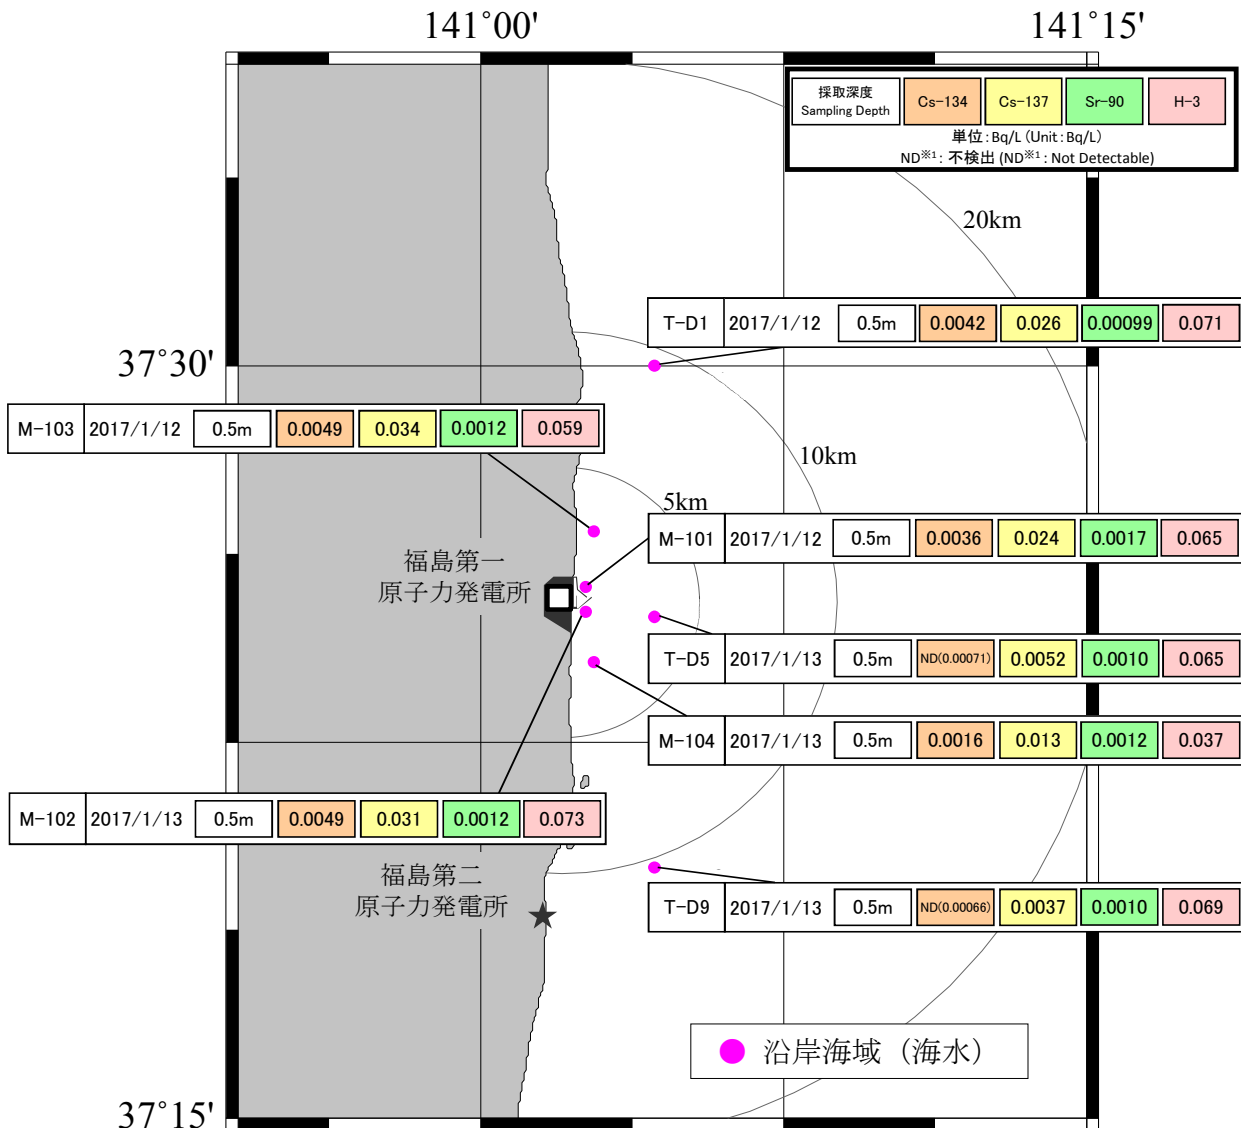 141°00'
141°15'
採取深度
Sampling Depth
Cs-134
Cs-137
Sr-90
H-3
単位:Bq/L (Unit:Bq/L)
ND※1: 不検出 (ND※1: Not Detectable)
20km
T-D1 2017/1/12 0.5m 0.0042 0.026 0.00099 0.071
37°30'
M-103 2017/1/12 0.5m 0.0049 0.034 0.0012 0.059
10km
5km
M-101 2017/1/12 0.5m 0.0036 0.024 0.0017 0.065
福島第一
原子力発電所
T-D5 2017/1/13 0.5m ND(0.00071) 0.0052 0.0010 0.065
M-104 2017/1/13 0.5m 0.0016 0.013 0.0012 0.037
M-102 2017/1/13 0.5m 0.0049 0.031 0.0012 0.073
福島第二
原子力発電所
T-D9 2017/1/13 0.5m ND(0.00066) 0.0037 0.0010 0.069
沿岸海域（海水）
37°15'